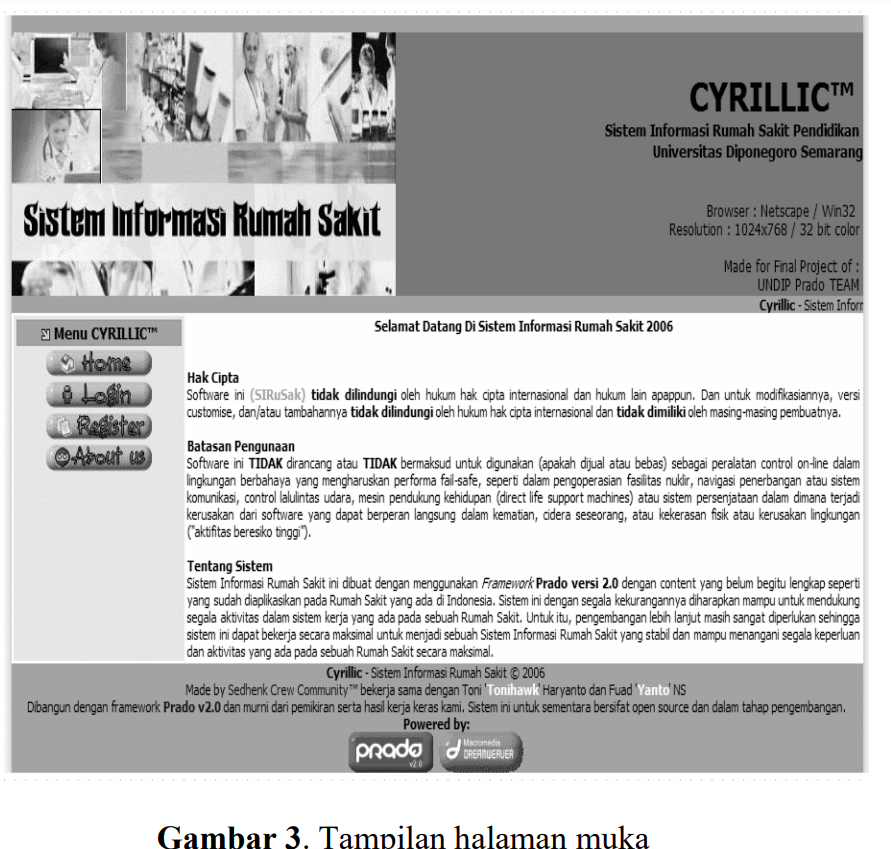 CYRILLIC™
Sistem Informasi Rumah Sakit Pendidikan
Universitas Diponegoro Semarang
Sistem Informasi Rumah Sakit
Browser : Netscape / Win32
Resolution : 1024x768 / 32 bit color
Made for Final Project of :
UNDIP Prado TEAM
Cyrillic - Sistem Infor
Menu CYRILLIC™
Home
Login
Register
About us
Selamat Datang Di Sistem Informasi Rumah Sakit 2006
Hak Cipta
Software ini (SIRuSak) tidak dilindungi oleh hukum hak cipta internasional dan hukum lain apappun. Dan untuk modifikasiannya, versi
customise, dan/atau tambahannya tidak dilindungi oleh hukum hak cipta internasional dan tidak dimiliki oleh masing-masing pembuatnya.
Batasan Pengunaan
Software ini TIDAK dirancang atau TIDAK bermaksud untuk digunakan (apakah dijual atau bebas) sebagai peralatan control on-line dalam
lingkungan berbahaya yang mengharuskan performa fail-safe, seperti dalam pengoperasian fasilitas nuklir, navigasi penerbangan atau sistem
komunikasi, control lalulintas udara, mesin pendukung kehidupan (direct life support machines) atau sistem persenjataan dalam dimana terjadi
kerusakan dari software yang dapat berperan langsung dalam kematian, cidera seseorang, atau kekerasan fisik atau kerusakan lingkungan
("aktifitas beresiko tinggi").
Tentang Sistem
Sistem Informasi Rumah Sakit ini dibuat dengan menggunakan Framework Prado versi 2.0 dengan content yang belum begitu lengkap seperti
yang sudah diaplikasikan pada Rumah Sakit yang ada di Indonesia. Sistem ini dengan segala kekurangannya diharapkan mampu untuk mendukung
segala aktivitas dalam sistem kerja yang ada pada sebuah Rumah Sakit. Untuk itu, pengembangan lebih lanjut masih sangat diperlukan sehingga
sistem ini dapat bekerja secara maksimal untuk menjadi sebuah Sistem Informasi Rumah Sakit yang stabil dan mampu menangani segala keperluan
dan aktivitas yang ada pada sebuah Rumah Sakit secara maksimal.
Cyrillic - Sistem Informasi Rumah Sakit © 2006
Made by Sedhenk Crew Community™ bekerja sama dengan Toni 'Tonihawk' Haryanto dan Fuad 'Yanto' NS
Dibangun dengan framework Prado v2.0 dan murni dari pemikiran serta hasil kerja keras kami. Sistem ini untuk sementara bersifat open source dan dalam tahap pengembangan.
Powered by:
prado v2.0
Macromedia DREAMWEAVER
Gambar 3. Tampilan halaman muka